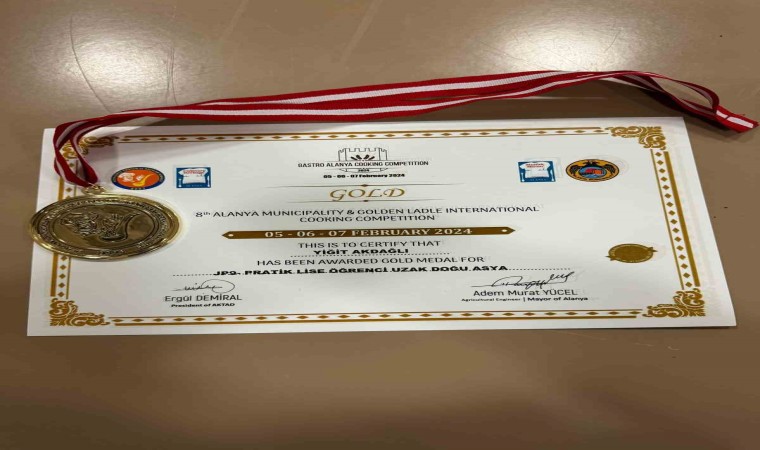 GASTRO ALANYA COOKING COMPETITION
2024
05 - 06 - 07 February 2024
GOLD
8th ALANYA MUNICIPALITY & GOLDEN LADLE INTERNATIONAL
COOKING COMPETITION
05 - 06 - 07 FEBRUARY 2024
THIS IS TO CERTIFY THAT
YİGİT AKDAĞLI
HAS BEEN AWARDED GOLD MEDAL FOR
JP9- PRATİK LİSE ÖĞRENCİ UZAK DOĞU ASYA
Ergül DEMİRAL
President of AKTAD
Adem Murat YÜCEL
Agricultural Engineer | Mayor of Alanya